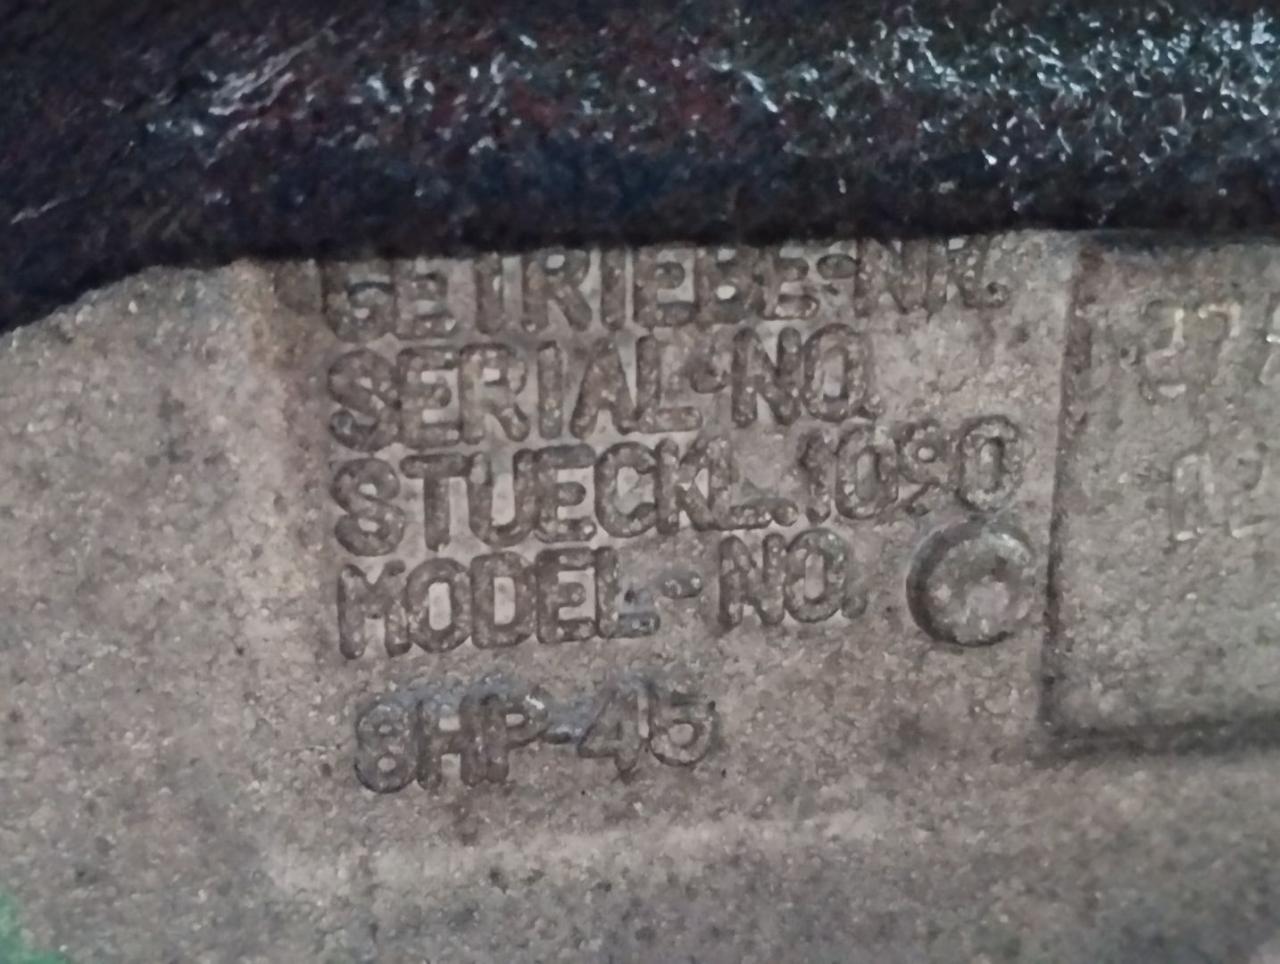 GETRIEBE-NR.
SERIAL-NO.
STUECKL..1090
MODEL-NO.
8HP-45